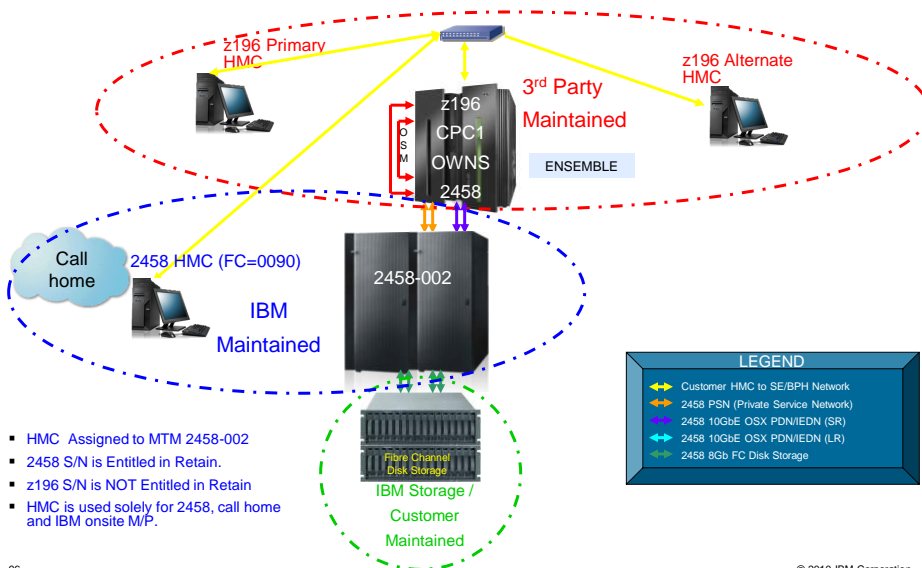 z196 Primary
HMC
z196 Alternate
HMC
3rd Party
Maintained
z196
CPC1
OWNS
2458
O
S
M
ENSEMBLE
Call
home
2458 HMC (FC=0090)
IBM
Maintained
2458-002
LEGEND
Customer HMC to SE/BPH Network
2458 PSN (Private Service Network)
2458 10GbE OSX PDN/IEDN (SR)
2458 10GbE OSX PDN/IEDN (LR)
2458 8Gb FC Disk Storage
Fibre Channel
Disk Storage
IBM Storage /
Customer
Maintained
▪ HMC Assigned to MTM 2458-002
▪ 2458 S/N is Entitled in Retain.
▪ z196 S/N is NOT Entitled in Retain
▪ HMC is used solely for 2458, call home
and IBM onsite M/P.